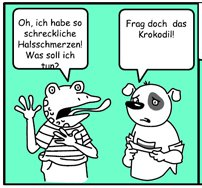 Oh, ich habe so
schreckliche
Halsschmerzen!
Was soll ich
tun?
Frag doch das
Krokodil!